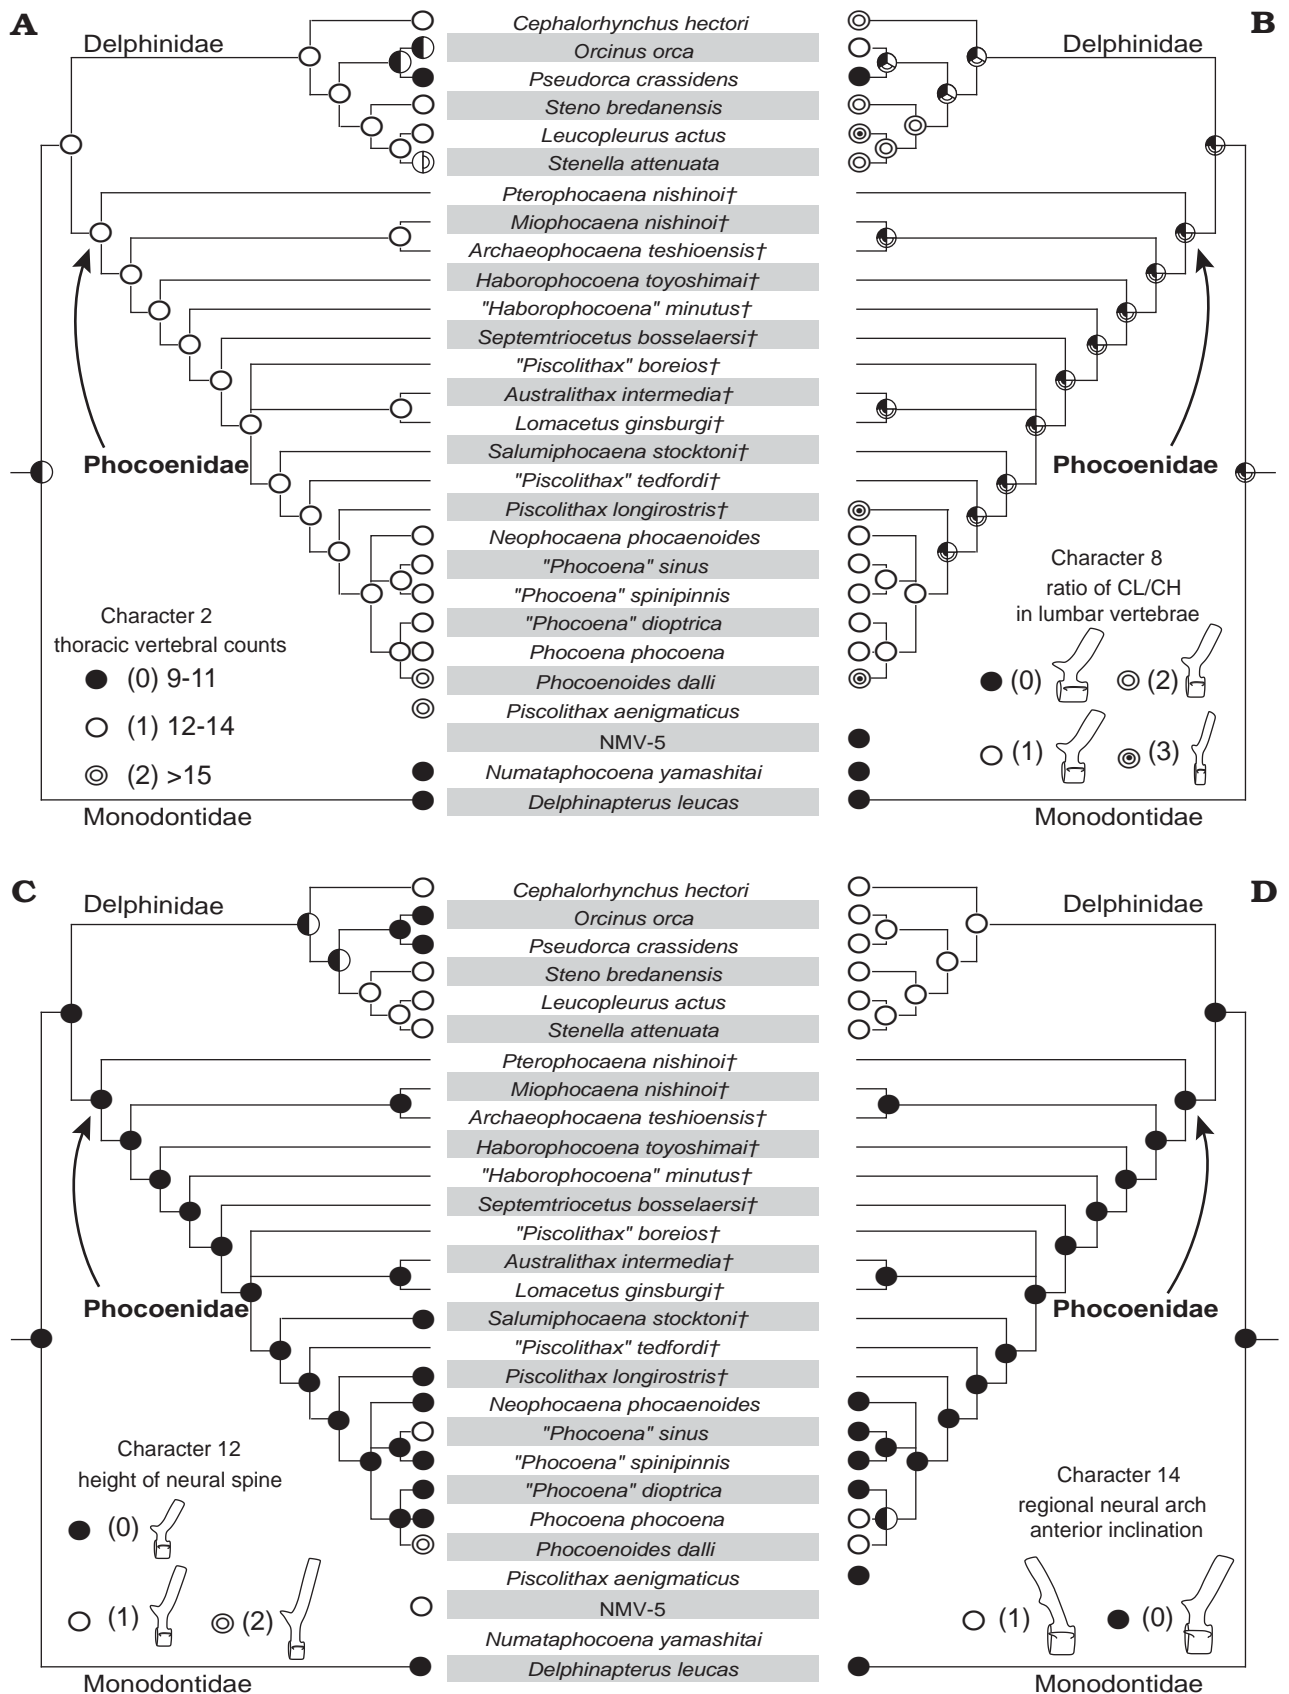 A
B
Delphinidae
Delphinidae
Cephalorhynchus hectori
Orcinus orca
Pseudorca crassidens
Steno bredanensis
Leucopleurus actus
Stenella attenuata
Pterophocaena nishinoi†
Miophocaena nishinoi†
Archaeophocaena teshioensis†
Haborophocoena toyoshimai†
"Haborophocoena" minutus†
Septemtriocetus bosselaersi†
"Piscolithax" boreios†
Australithax intermedia†
Lomacetus ginsburgi†
Salumiphocaena stocktoni†
"Piscolithax" tedfordi†
Piscolithax longirostris†
Neophocaena phocaenoides
"Phocoena" sinus
"Phocoena" spinipinnis
"Phocoena" dioptrica
Phocoena phocoena
Phocoenoides dalli
Piscolithax aenigmaticus
NMV-5
Numataphocoena yamashitai
Delphinapterus leucas
Phocoenidae
Phocoenidae
Character 2
thoracic vertebral counts
(0) 9-11
(1) 12-14
(2) >15
Monodontidae
Character 8
ratio of CL/CH
in lumbar vertebrae
(0)
(2)
(1)
(3)
Monodontidae
C
D
Delphinidae
Delphinidae
Cephalorhynchus hectori
Orcinus orca
Pseudorca crassidens
Steno bredanensis
Leucopleurus actus
Stenella attenuata
Pterophocaena nishinoi†
Miophocaena nishinoi†
Archaeophocaena teshioensis†
Haborophocoena toyoshimai†
"Haborophocoena" minutus†
Septemtriocetus bosselaersi†
"Piscolithax" boreios†
Australithax intermedia†
Lomacetus ginsburgi†
Salumiphocaena stocktoni†
"Piscolithax" tedfordi†
Piscolithax longirostris†
Neophocaena phocaenoides
"Phocoena" sinus
"Phocoena" spinipinnis
"Phocoena" dioptrica
Phocoena phocoena
Phocoenoides dalli
Piscolithax aenigmaticus
NMV-5
Numataphocoena yamashitai
Delphinapterus leucas
Phocoenidae
Phocoenidae
Character 12
height of neural spine
(0)
(1)
(2)
Monodontidae
Character 14
regional neural arch
anterior inclination
(1)
(0)
Monodontidae